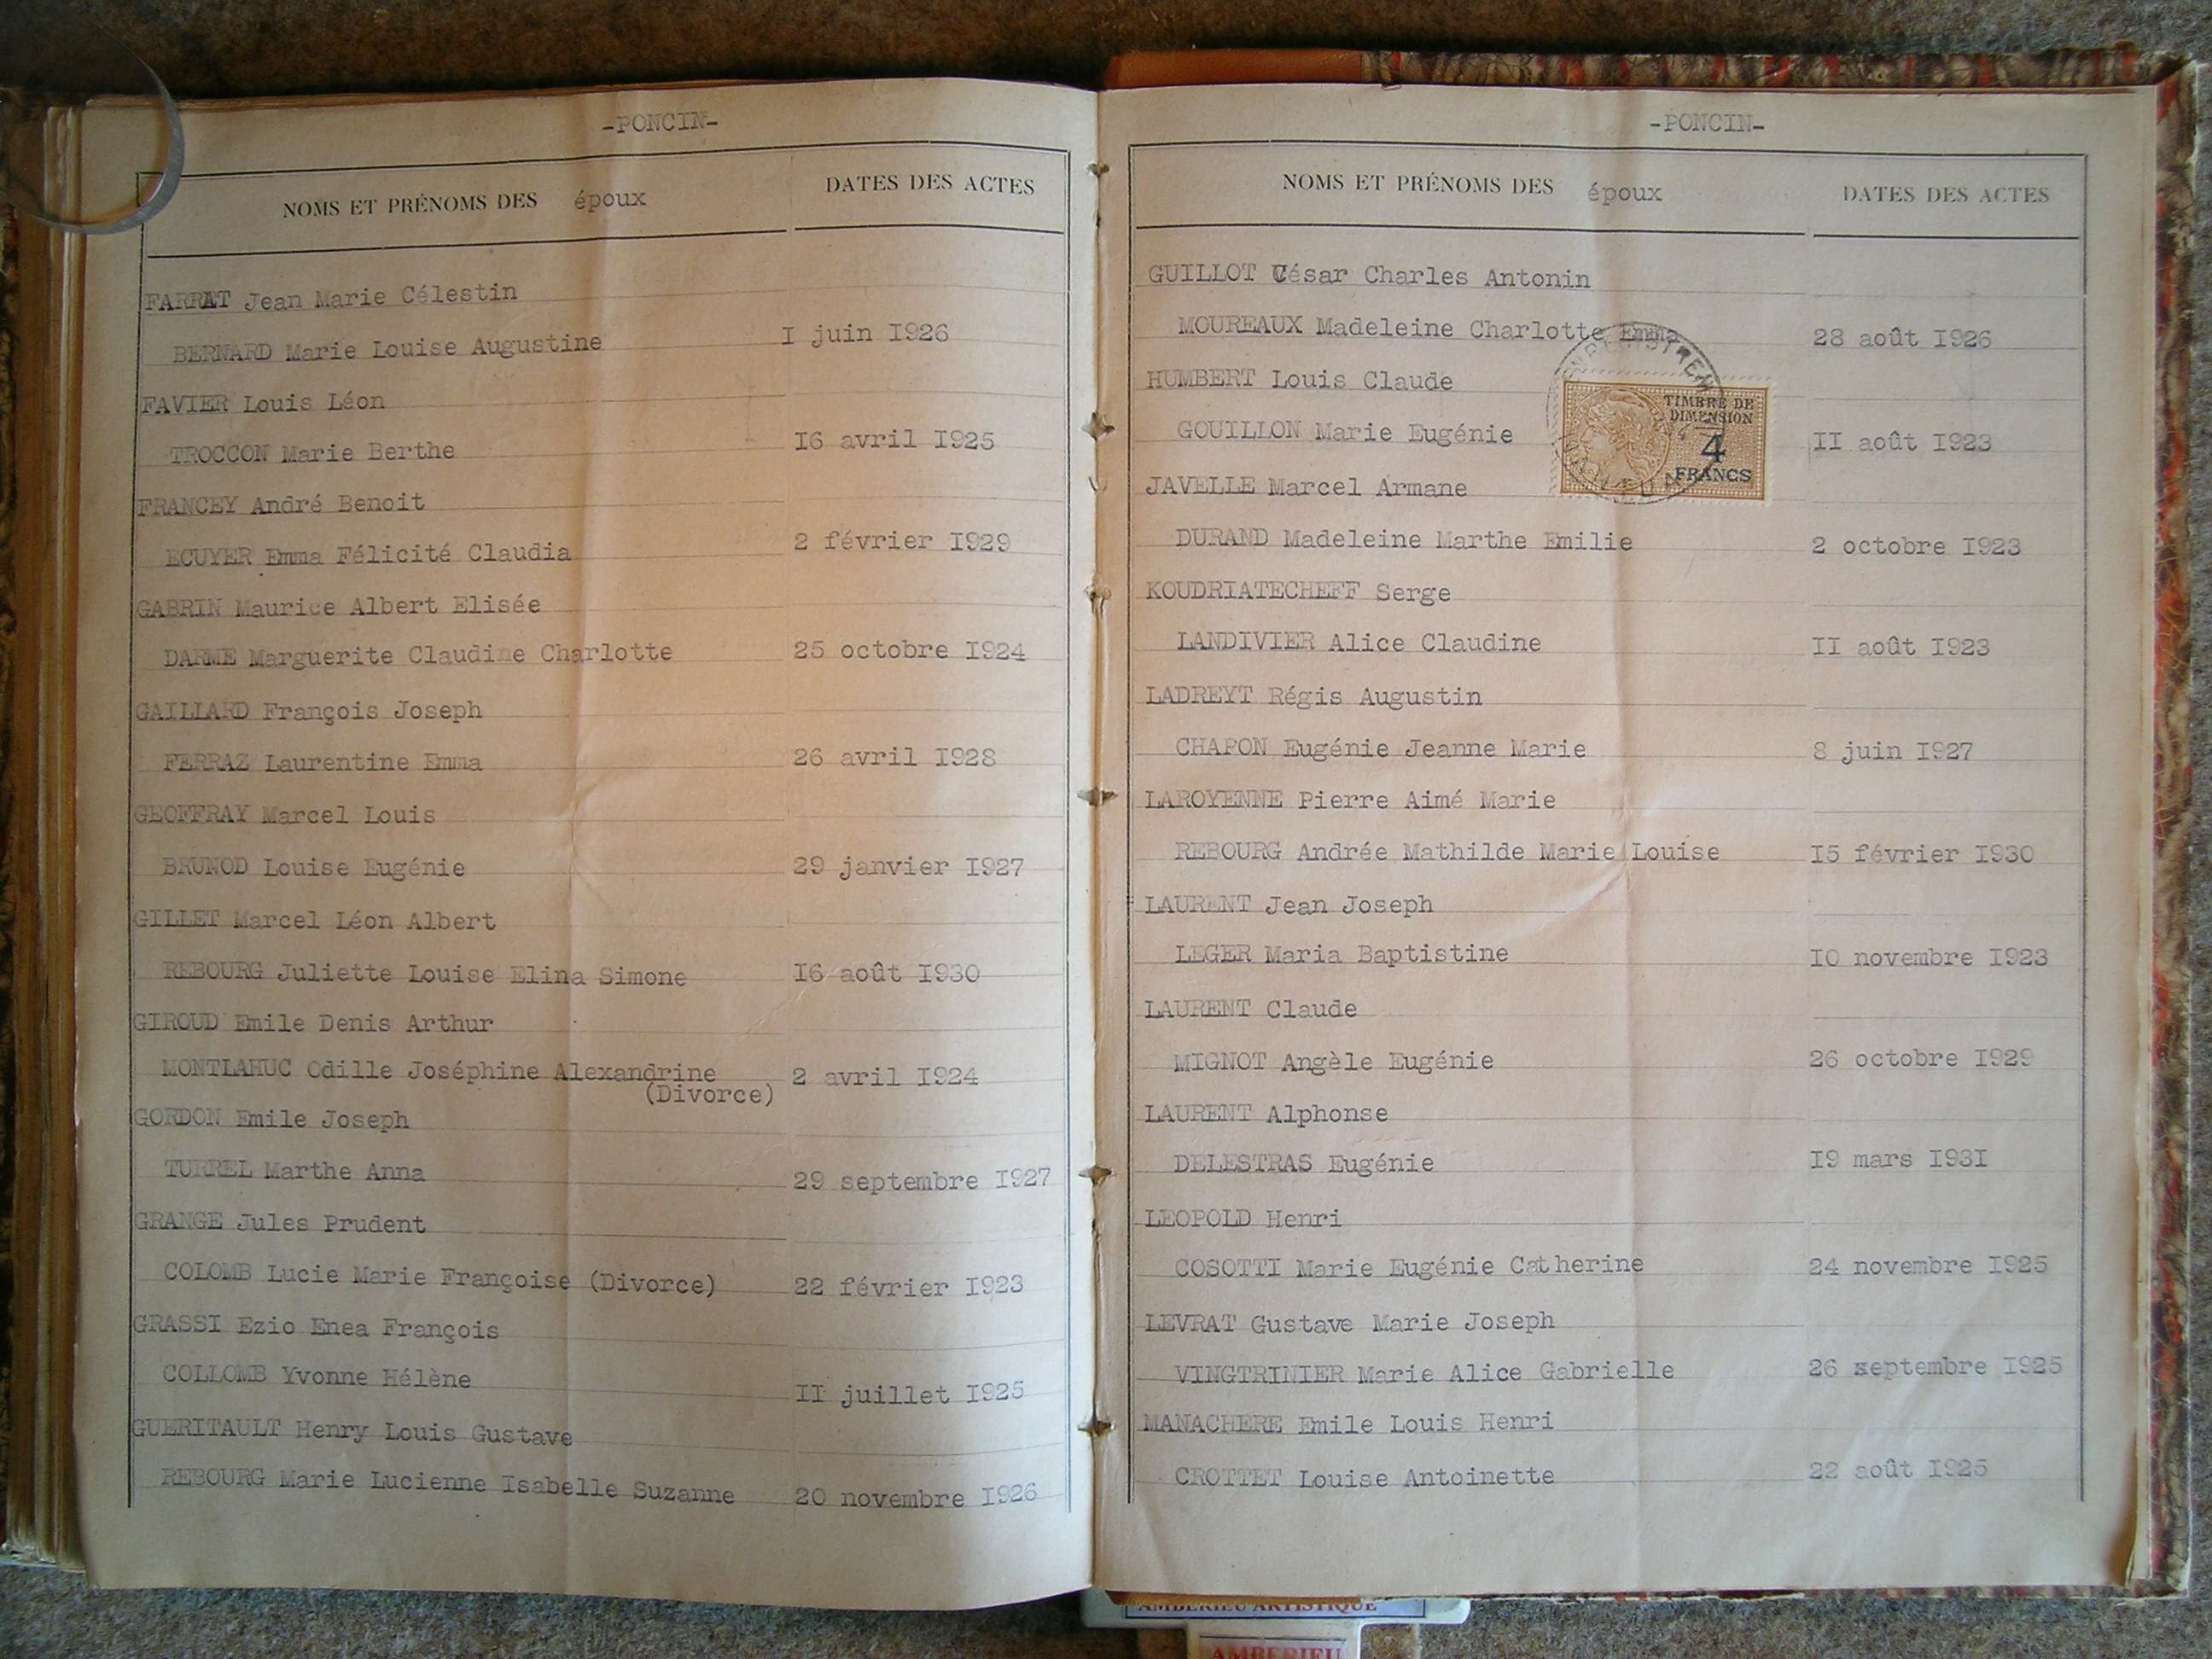 -PONCIN-
NOMS ET PRÉNOMS DES époux
DATES DES ACTES
FARRAT Jean Marie Célestin
BERNARD Marie Louise Augustine
I juin I926
FAVIER Louis Léon
TROCCON Marie Berthe
I6 avril I925
FRANCEY André Benoit
ECUYER Emma Félicité Claudia
2 février I929
GABRIN Maurice Albert Elisée
DARME Marguerite Claudine Charlotte
25 octobre I924
GAILLARD François Joseph
FERRAZ Laurentine Emma
26 avril I928
GEOFFRAY Marcel Louis
BRUNOD Louise Eugénie
29 janvier I927
GILLET Marcel Léon Albert
REBOURG Juliette Louise Elina Simone
I6 août I930
GIROUD Emile Denis Arthur
MONTLAHUC Odille Joséphine Alexandrine
2 avril I924
(Divorce)
GORDON Emile Joseph
TURREL Marthe Anna
29 septembre I927
GRANGE Jules Prudent
COLOMB Lucie Marie Françoise (Divorce)
22 février I923
GRASSI Ezio Enea François
COLLOMB Yvonne Hélène
II juillet I925
GUERITAULT Henry Louis Gustave
REBOURG Marie Lucienne Isabelle Suzanne
20 novembre I926
-PONCIN-
NOMS ET PRÉNOMS DES époux
DATES DES ACTES
GUILLOT César Charles Antonin
MOUREAUX Madeleine Charlotte Emma
28 août I926
HUMBERT Louis Claude
TIMBRE DE
DIMENSION
4
FRANCS
GOUILLON Marie Eugénie
II août I923
JAVELLE Marcel Armane
DURAND Madeleine Marthe Emilie
2 octobre I923
KOUDRIATECHEFF Serge
LANDIVIER Alice Claudine
II août I923
LADREYT Régis Augustin
CHAPON Eugénie Jeanne Marie
8 juin I927
LAROYENNE Pierre Aimé Marie
REBOURG Andrée Mathilde Marie Louise
I5 février I930
LAURENT Jean Joseph
LEGER Maria Baptistine
IO novembre I923
LAURENT Claude
MIGNOT Angèle Eugénie
26 octobre I929
LAURENT Alphonse
DELESTRAS Eugénie
I9 mars I93I
LEOPOLD Henri
COSOTTI Marie Eugénie Catherine
24 novembre I925
LEVRAT Gustave Marie Joseph
VINGTRINIER Marie Alice Gabrielle
26 septembre I925
MANACHERE Emile Louis Henri
CROTTET Louise Antoinette
22 août I925
AMBERIEU ARTISTIQUE
AMBERIEU